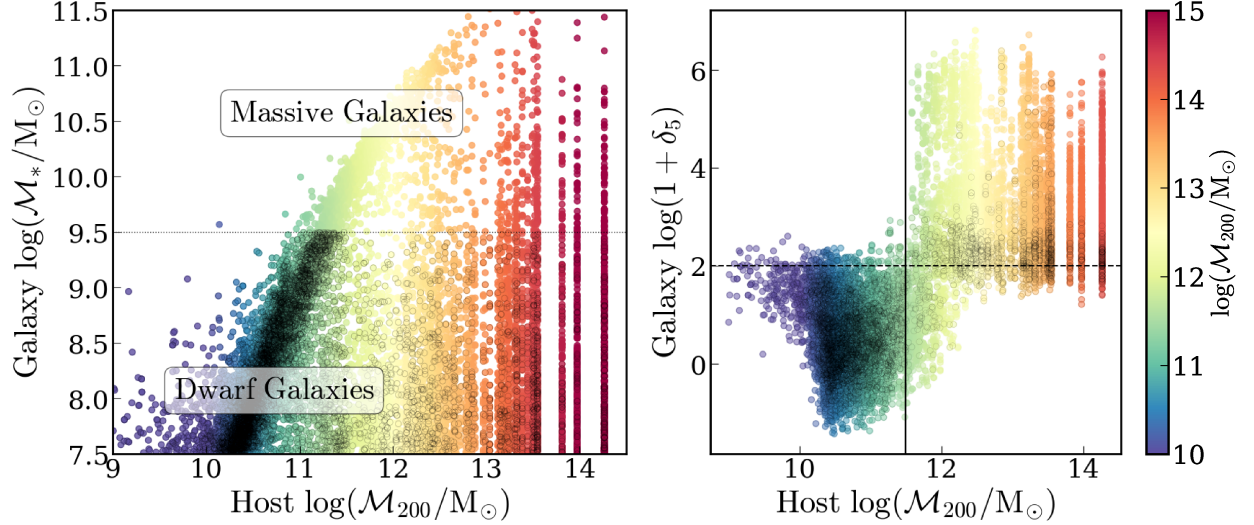 11.5
11.0
10.5
10.0
9.5
9.0
8.5
8.0
7.5
Galaxy log(ℳ∗/M⊙)
Massive Galaxies
Dwarf Galaxies
9 10 11 12 13 14
Host log(ℳ200/M⊙)
6
4
2
0
Galaxy log(1 + δ5)
10 12 14
Host log(ℳ200/M⊙)
15
14
13
12
11
10
log(ℳ200/M⊙)